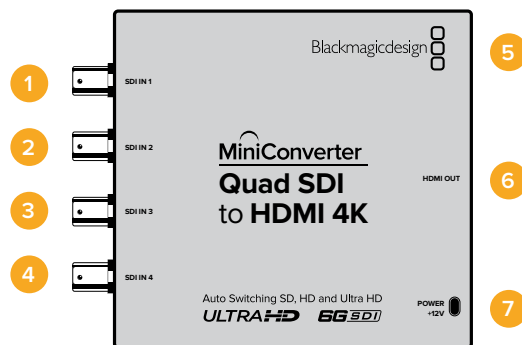 Blackmagicdesign
5
1
SDI IN 1
2
SDI IN 2
MiniConverter
Quad SDI
to HDMI 4K
HDMI OUT
6
3
SDI IN 3
4
SDI IN 4
Auto Switching SD, HD and Ultra HD
ULTRA HD 6G SDI
POWER
+12V
7